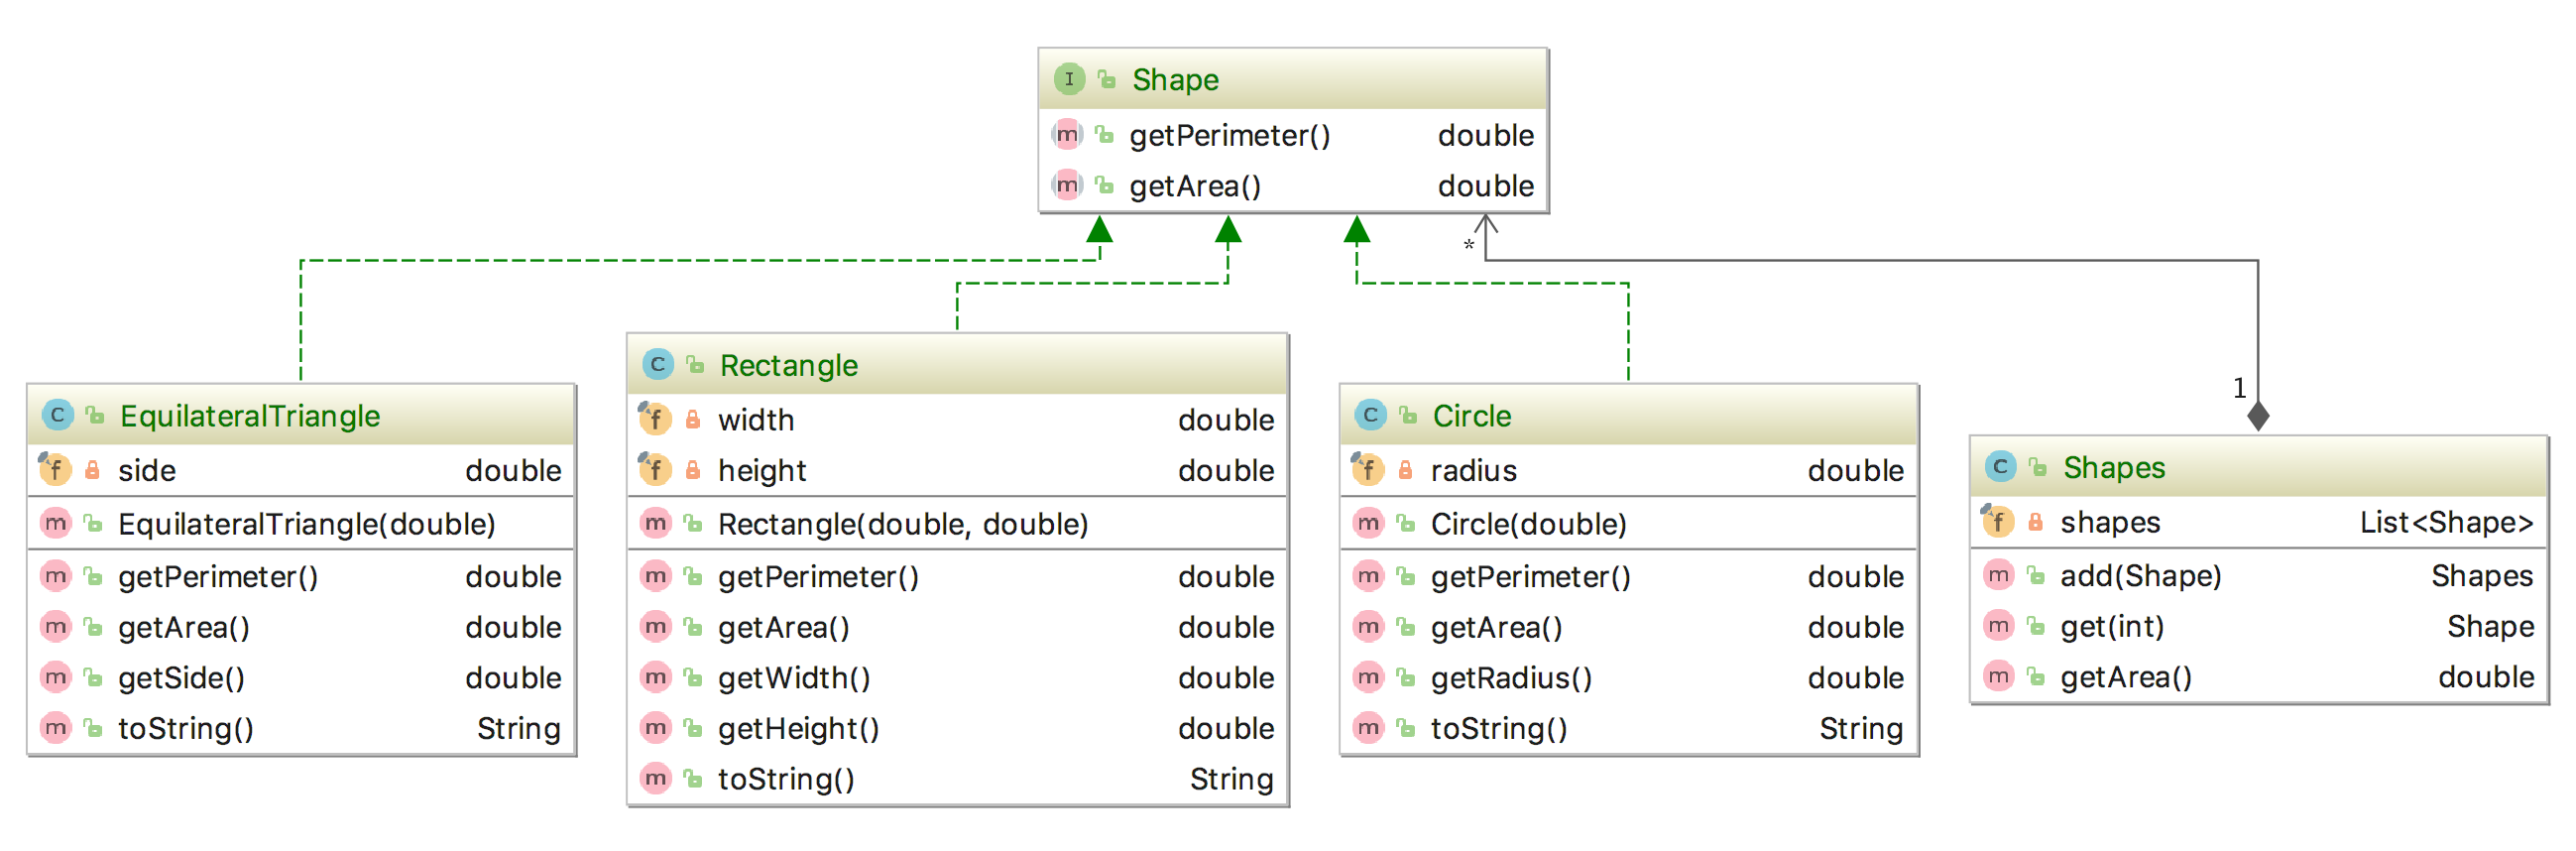 I Shape
m getPerimeter() double
m getArea() double
*
1
C EquilateralTriangle
f side double
m EquilateralTriangle(double)
m getPerimeter() double
m getArea() double
m getSide() double
m toString() String
C Rectangle
f width double
f height double
m Rectangle(double, double)
m getPerimeter() double
m getArea() double
m getWidth() double
m getHeight() double
m toString() String
C Circle
f radius double
m Circle(double)
m getPerimeter() double
m getArea() double
m getRadius() double
m toString() String
C Shapes
f shapes List<Shape>
m add(Shape) Shapes
m get(int) Shape
m getArea() double